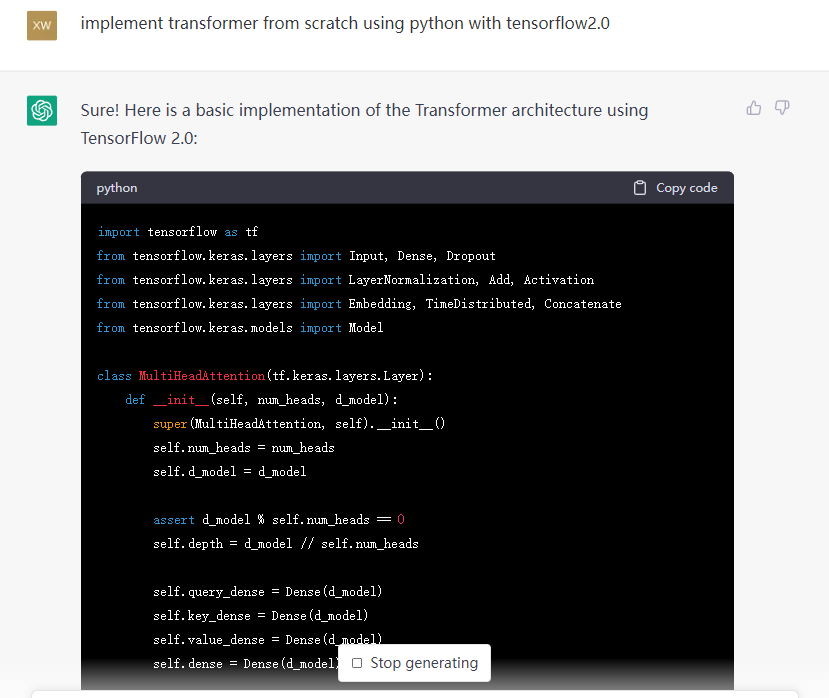 XW
implement transformer from scratch using python with tensorflow2.0
Sure! Here is a basic implementation of the Transformer architecture using
TensorFlow 2.0:
python
Copy code
import tensorflow as tf
from tensorflow.keras.layers import Input, Dense, Dropout
from tensorflow.keras.layers import LayerNormalization, Add, Activation
from tensorflow.keras.layers import Embedding, TimeDistributed, Concatenate
from tensorflow.keras.models import Model
class MultiHeadAttention(tf.keras.layers.Layer):
def __init__(self, num_heads, d_model):
super(MultiHeadAttention, self).__init__()
self.num_heads = num_heads
self.d_model = d_model
assert d_model % self.num_heads == 0
self.depth = d_model // self.num_heads
self.query_dense = Dense(d_model)
self.key_dense = Dense(d_model)
self.value_dense = Dense(d_model)
self.dense = Dense(d_model)
Stop generating